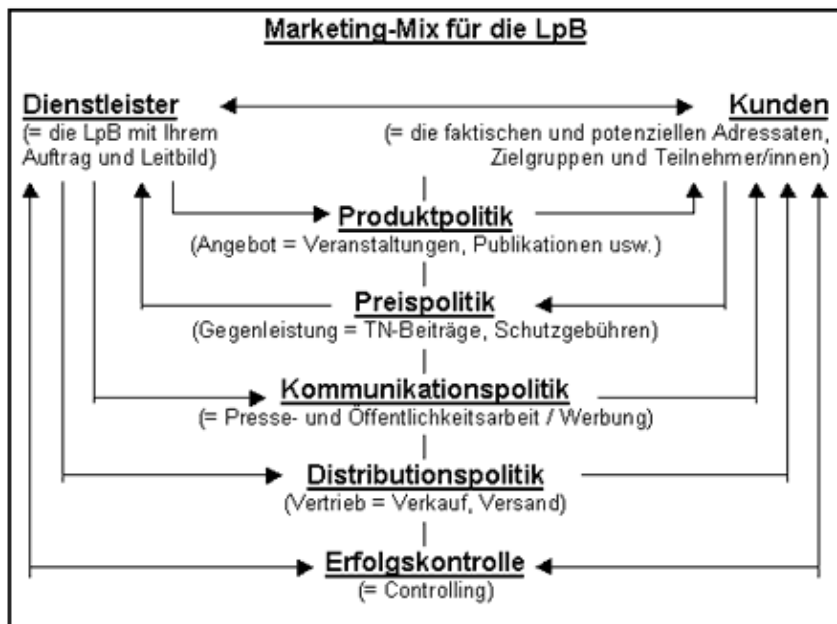 Marketing-Mix für die LpB
Dienstleister
Kunden
(= die LpB mit Ihrem
Auftrag und Leitbild)
(= die faktischen und potenziellen Adressaten,
Zielgruppen und Teilnehmer/innen)
Produktpolitik
(Angebot = Veranstaltungen, Publikationen usw.)
Preispolitik
(Gegenleistung = TN-Beiträge, Schutzgebühren)
Kommunikationspolitik
(= Presse- und Öffentlichkeitsarbeit / Werbung)
Distributionspolitik
(Vertrieb = Verkauf, Versand)
Erfolgskontrolle
(= Controlling)